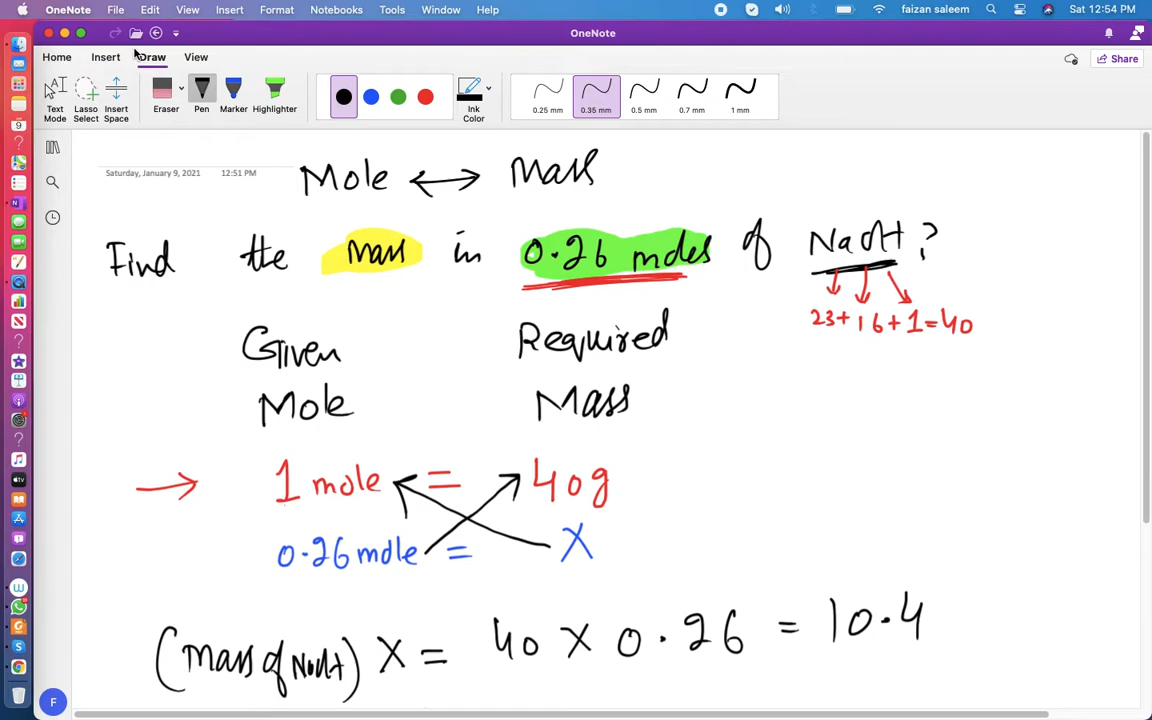 OneNote File Edit View Insert Format Notebooks Tools Window Help faizan saleem Sat 12:54 PM
OneNote
Home Insert Draw View Share
Text Mode Lasso Select Insert Space Eraser Pen Marker Highlighter Ink Color 0.25 mm 0.35 mm 0.5 mm 0.7 mm 1 mm
Saturday, January 9, 2021 12:51 PM
Mole ↔ Mass
Find the mass in 0.26 moles of NaOH?
23+16+1=40
Given Required
Mole Mass
→ 1 mole = 40g
0.26 mole = X
(Mass of NaOH) X = 40 X 0.26 = 10.4
F